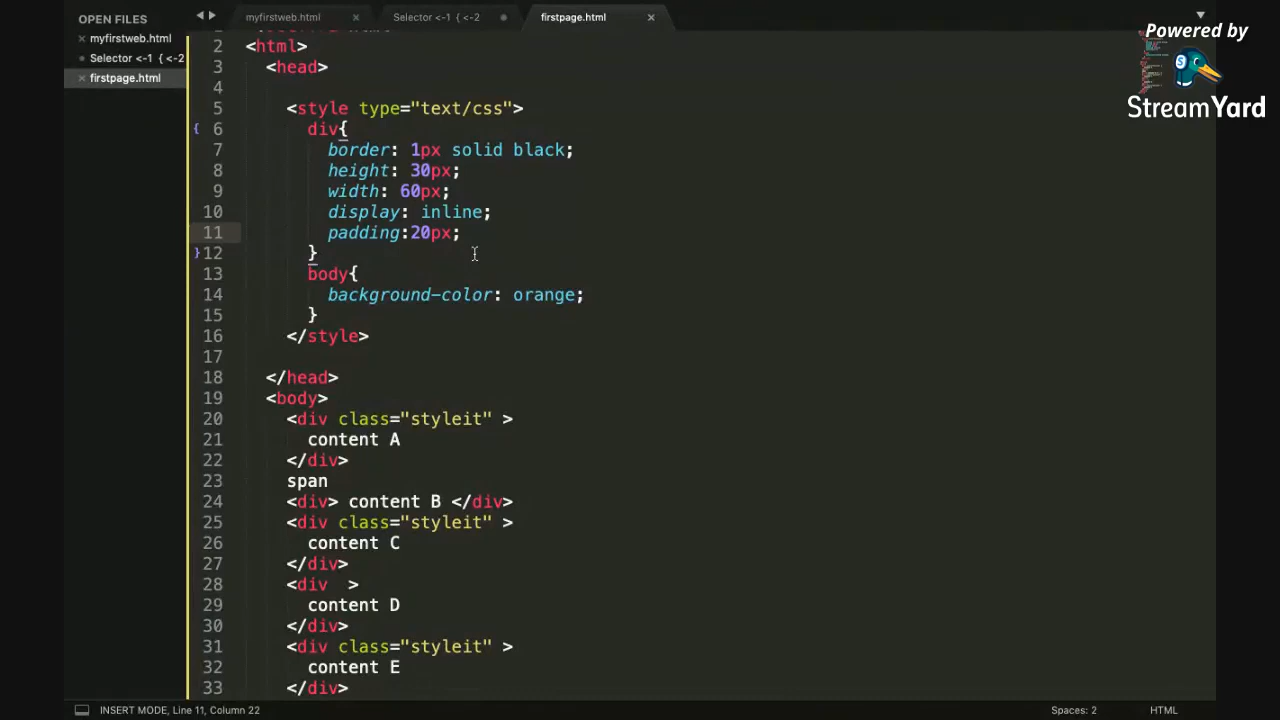 OPEN FILES
myfirstweb.html
Selector <-1 { <-2
firstpage.html
myfirstweb.html
Selector <-1 { <-2
firstpage.html
Powered by
StreamYard
2 <html>
3 <head>
4
5 <style type="text/css">
6 div{
7 border: 1px solid black;
8 height: 30px;
9 width: 60px;
10 display: inline;
11 padding:20px;
12 }
13 body{
14 background-color: orange;
15 }
16 </style>
17
18 </head>
19 <body>
20 <div class="styleit" >
21 content A
22 </div>
23 span
24 <div> content B </div>
25 <div class="styleit" >
26 content C
27 </div>
28 <div  >
29 content D
30 </div>
31 <div class="styleit" >
32 content E
33 </div>
INSERT MODE, Line 11, Column 22
Spaces: 2
HTML